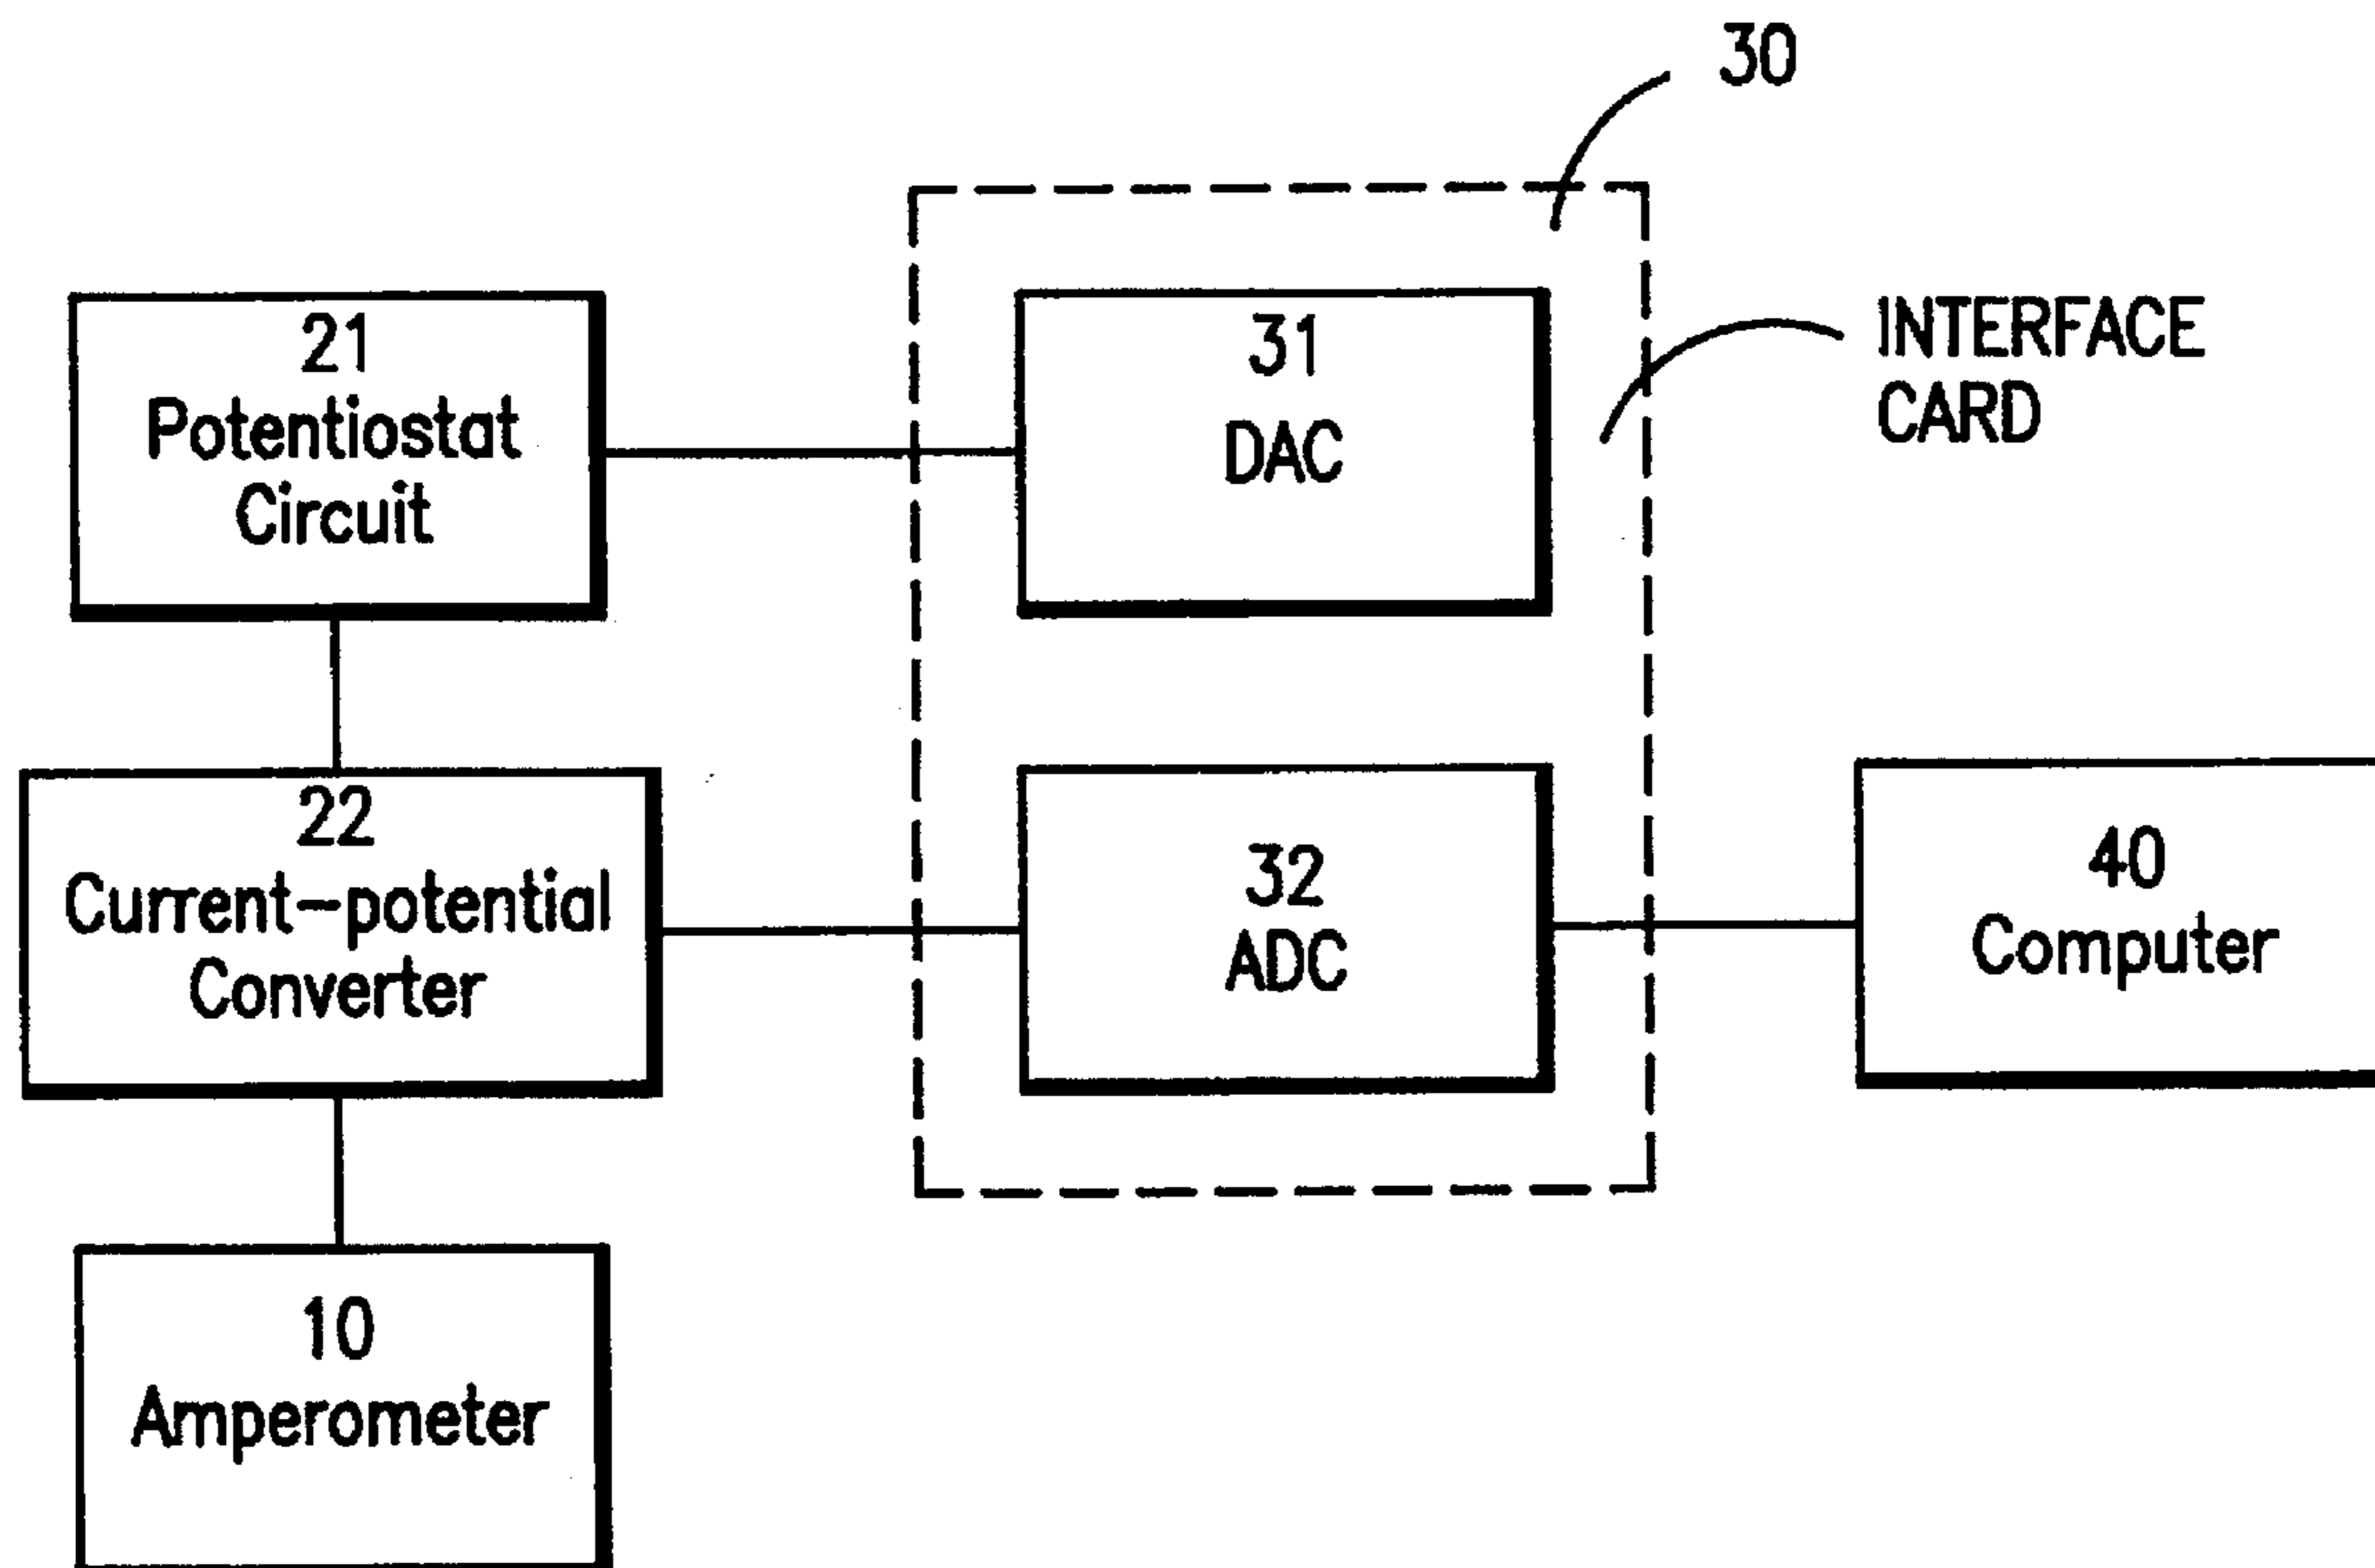 30
21
Potentiostat
Circuit
31
DAC
INTERFACE
CARD
22
Current-potential
Converter
32
ADC
40
Computer
10
Amperometer